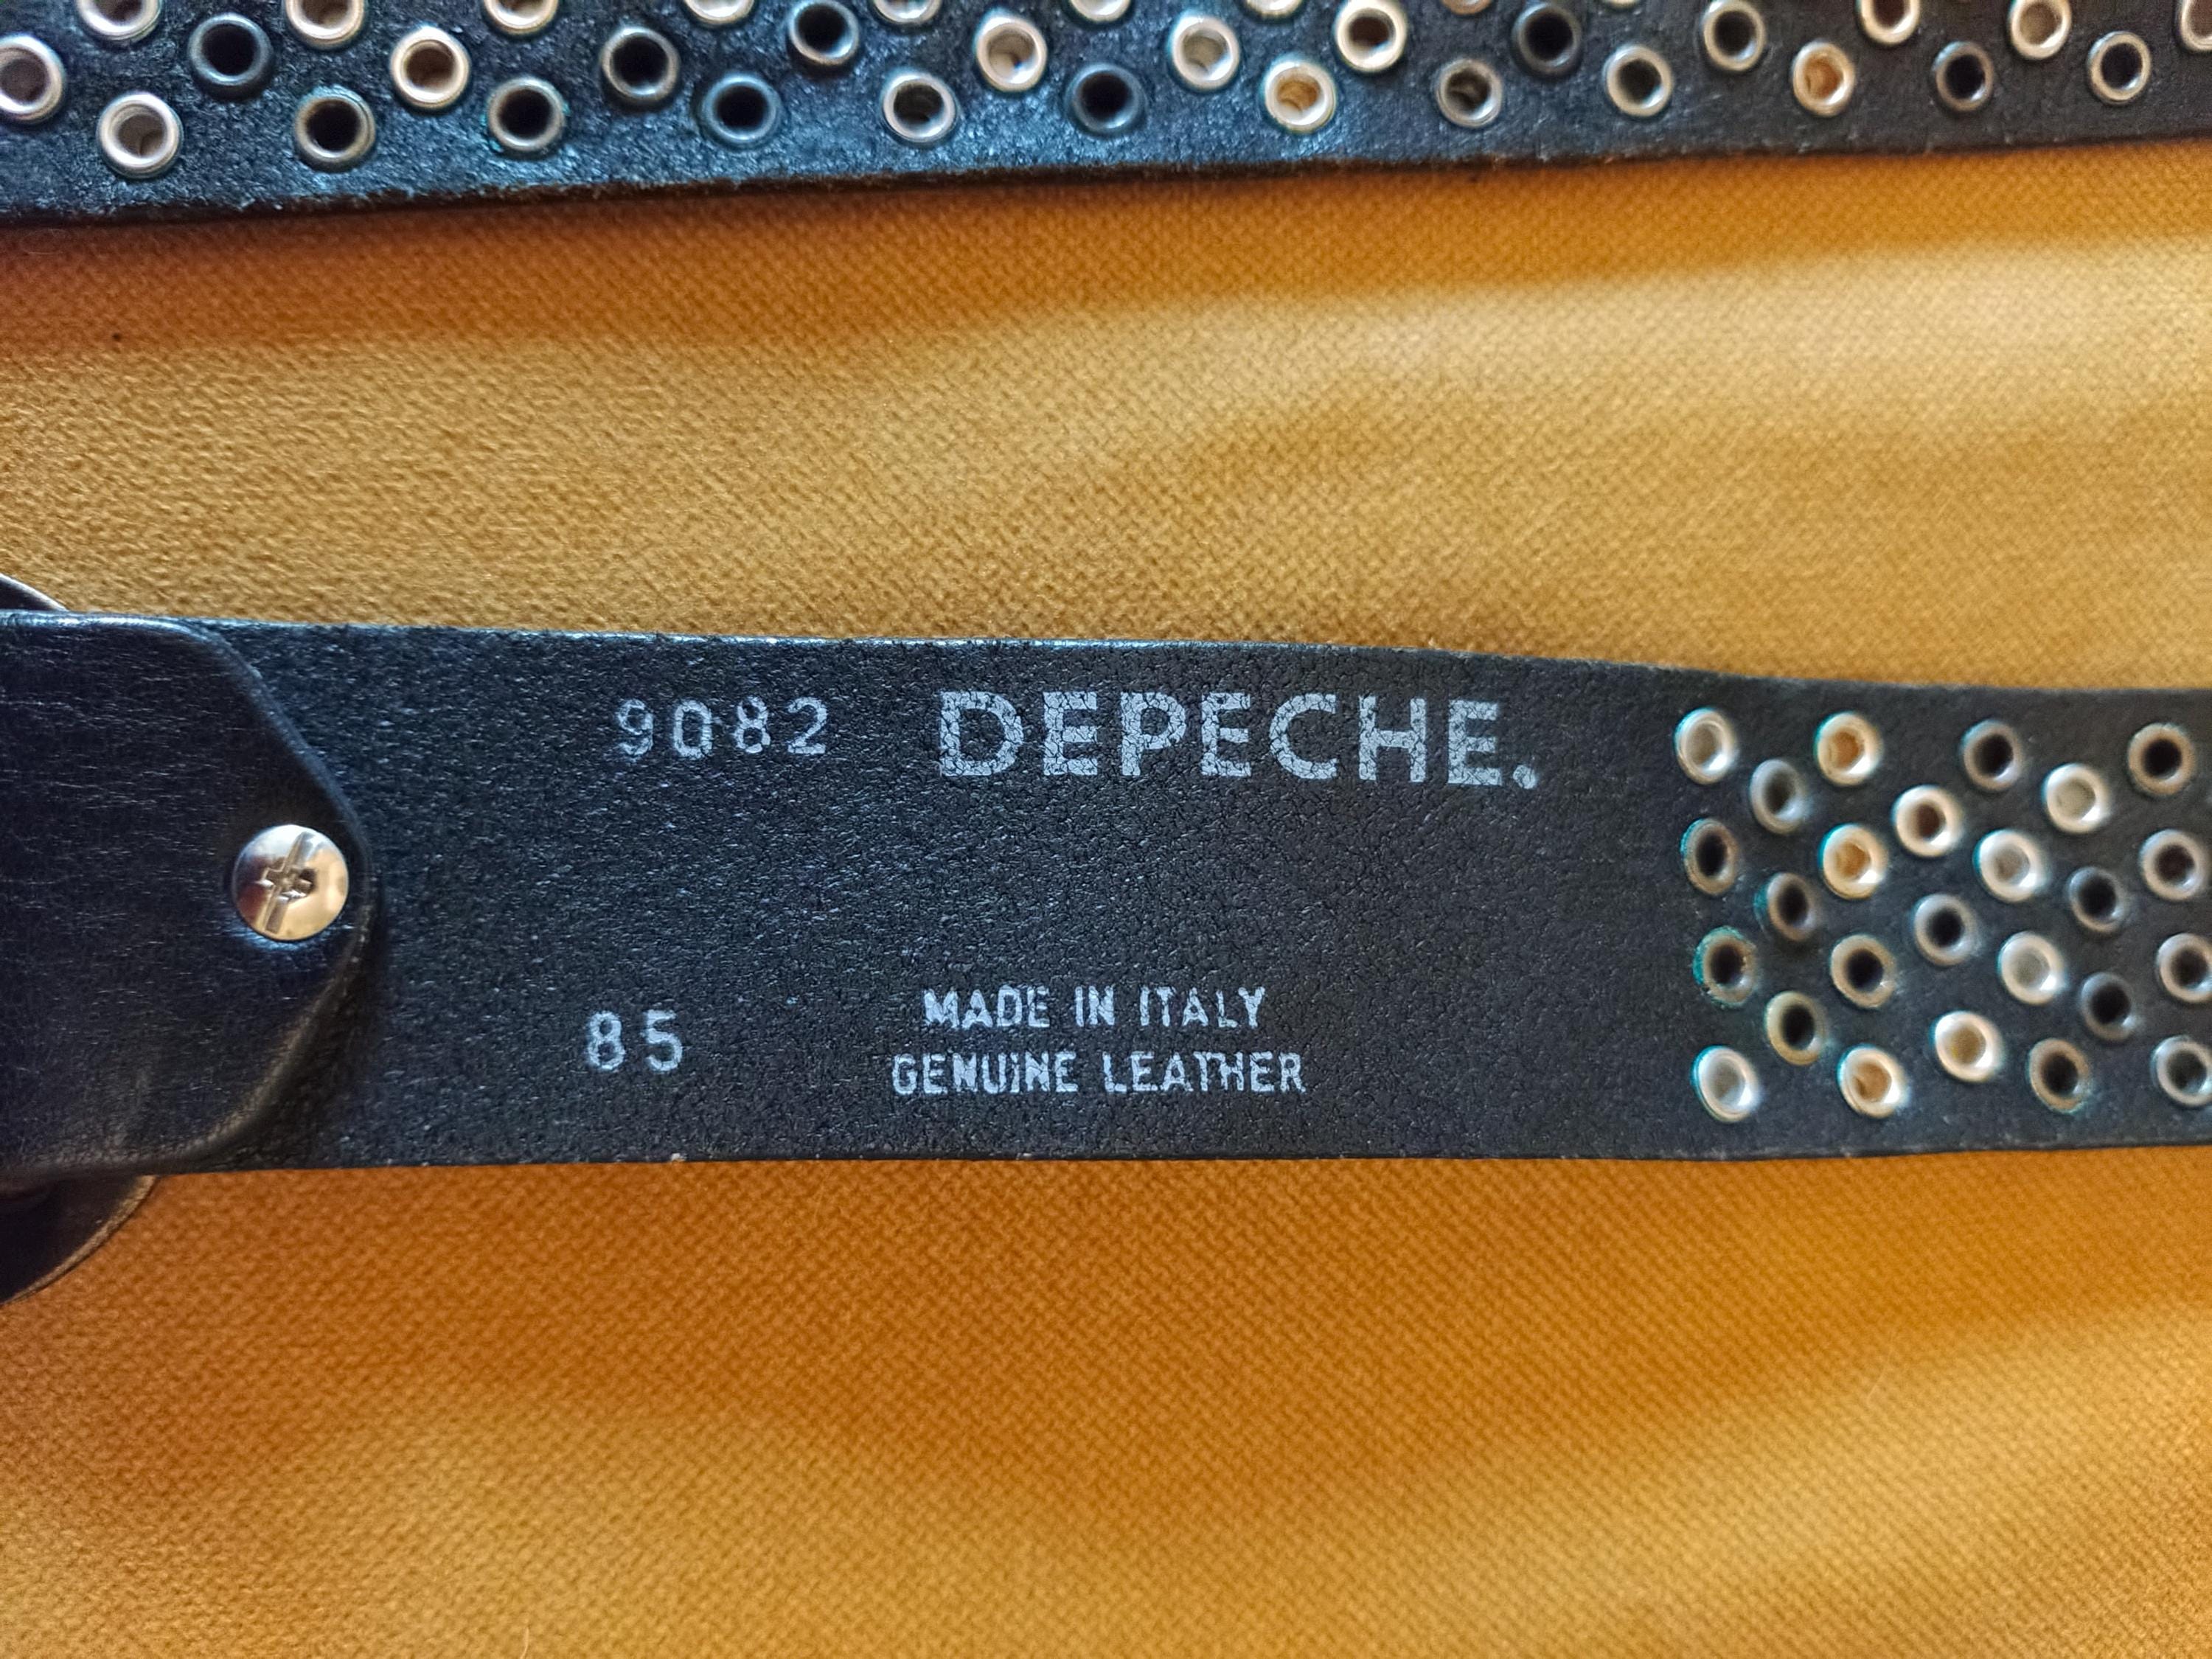 9082 DEPECHE.
85
MADE IN ITALY
GENUINE LEATHER